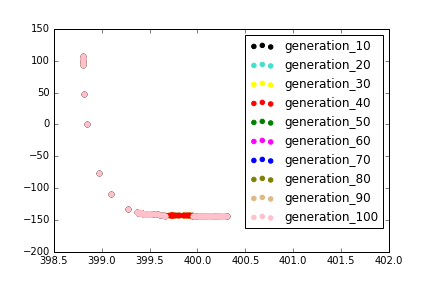 150
100
50
0
−50
−100
−150
−200
398.5 399.0 399.5 400.0 400.5 401.0 401.5 402.0
generation_10
generation_20
generation_30
generation_40
generation_50
generation_60
generation_70
generation_80
generation_90
generation_100